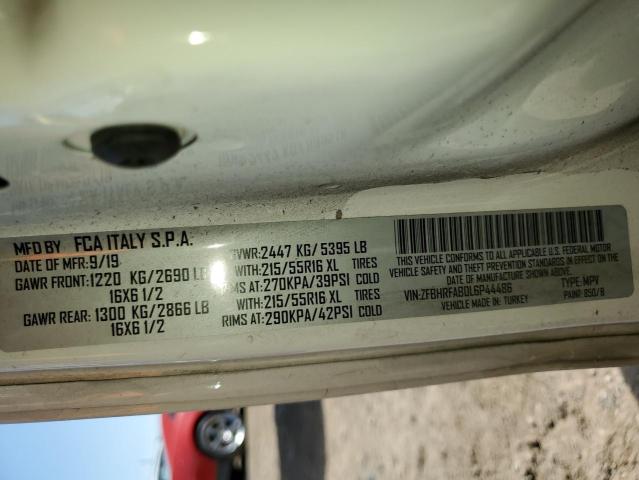 MFD BY FCA ITALY S.P.A.
DATE OF MFR: 9/19
GVWR: 2447 KG/ 5395 LB
GAWR FRONT: 1220 KG/2690 LB
WITH: 215/55R16 XL TIRES
16X6 1/2
RIMS AT: 270KPA/39PSI COLD
GAWR REAR: 1300 KG/2866 LB
WITH: 215/55R16 XL TIRES
16X6 1/2
RIMS AT: 290KPA/42PSI COLD
THIS VEHICLE CONFORMS TO ALL APPLICABLE U.S. FEDERAL MOTOR
VEHICLE SAFETY STANDARDS IN EFFECT ON THE
DATE OF MANUFACTURE SHOWN ABOVE.
VIN: ZFBHRFABDL6P44486
TYPE: MPV
VEHICLE MADE IN: TURKEY
PAINT: 850/B